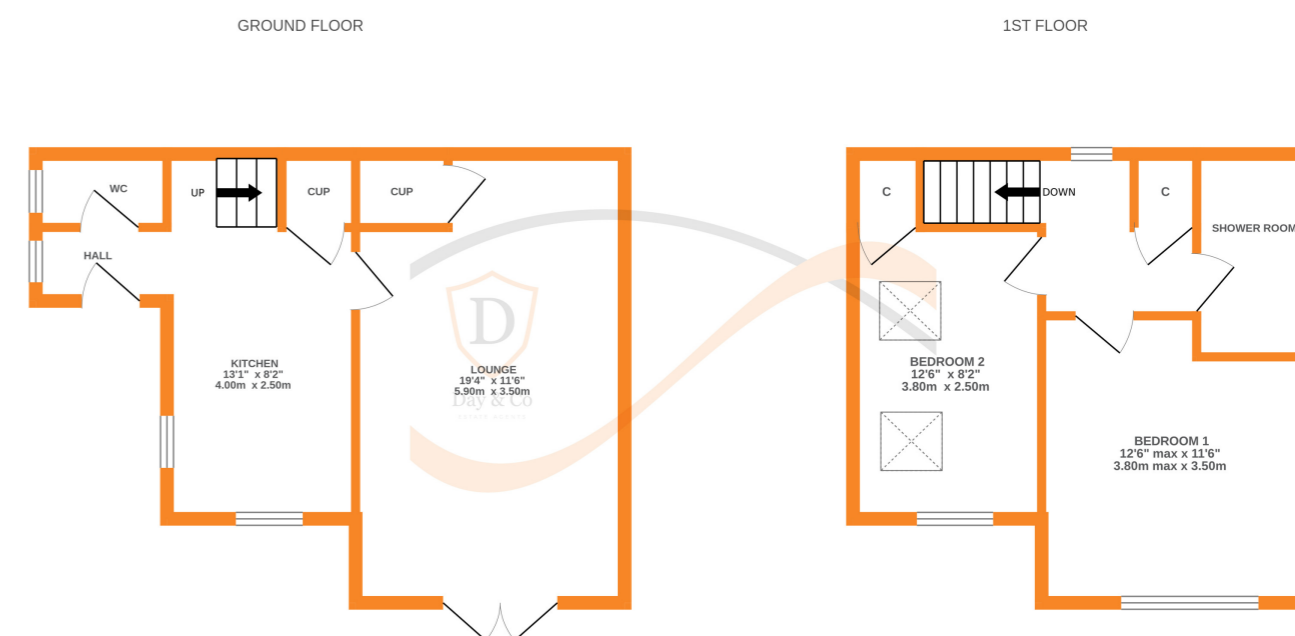 GROUND FLOOR
1ST FLOOR
WC
UP
CUP
CUP
HALL
KITCHEN
13'1" x 8'2"
4.00m x 2.50m
LOUNGE
19'4" x 11'6"
5.90m x 3.50m
D
Day & Co
ESTATE AGENTS
C
DOWN
C
SHOWER ROOM
BEDROOM 2
12'6" x 8'2"
3.80m x 2.50m
BEDROOM 1
12'6" max x 11'6"
3.80m max x 3.50m